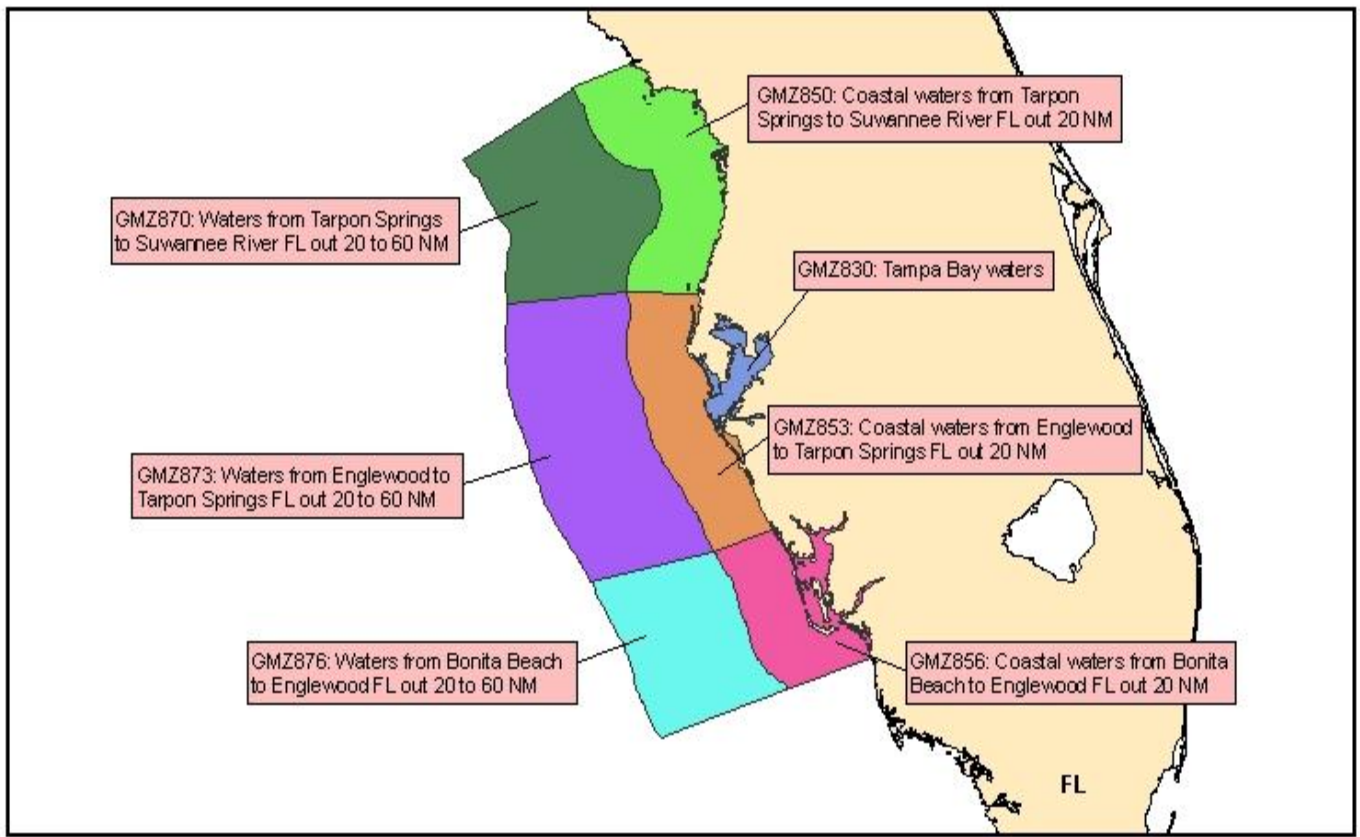 GMZ850: Coastal waters from Tarpon
Springs to Suwannee River FL out 20 NM
GMZ870: Waters from Tarpon Springs
to Suwannee River FL out 20 to 60 NM
GMZ830: Tampa Bay waters
GMZ853: Coastal waters from Englewood
to Tarpon Springs FL out 20 NM
GMZ873: Waters from Englewood to
Tarpon Springs FL out 20 to 60 NM
GMZ876: Waters from Bonita Beach
to Englewood FL out 20 to 60 NM
GMZ856: Coastal waters from Bonita
Beach to Englewood FL out 20 NM
FL